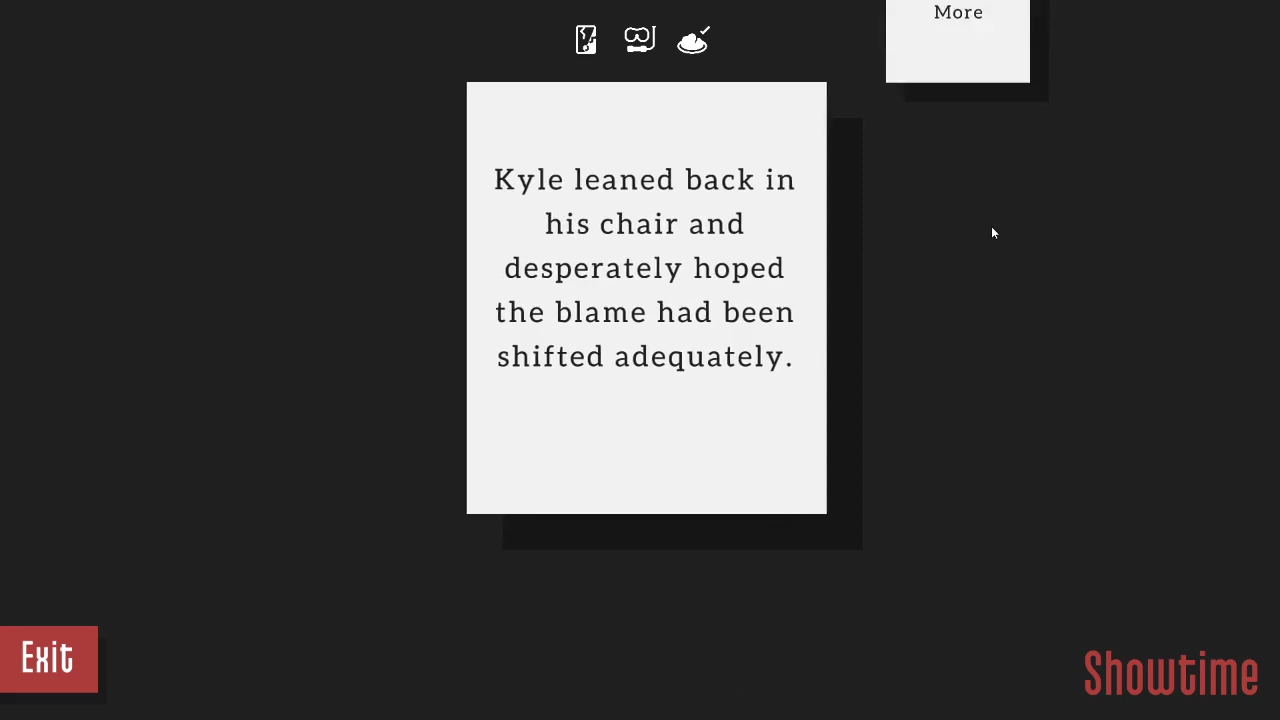 More
Kyle leaned back in
his chair and
desperately hoped
the blame had been
shifted adequately.
Exit
Showtime